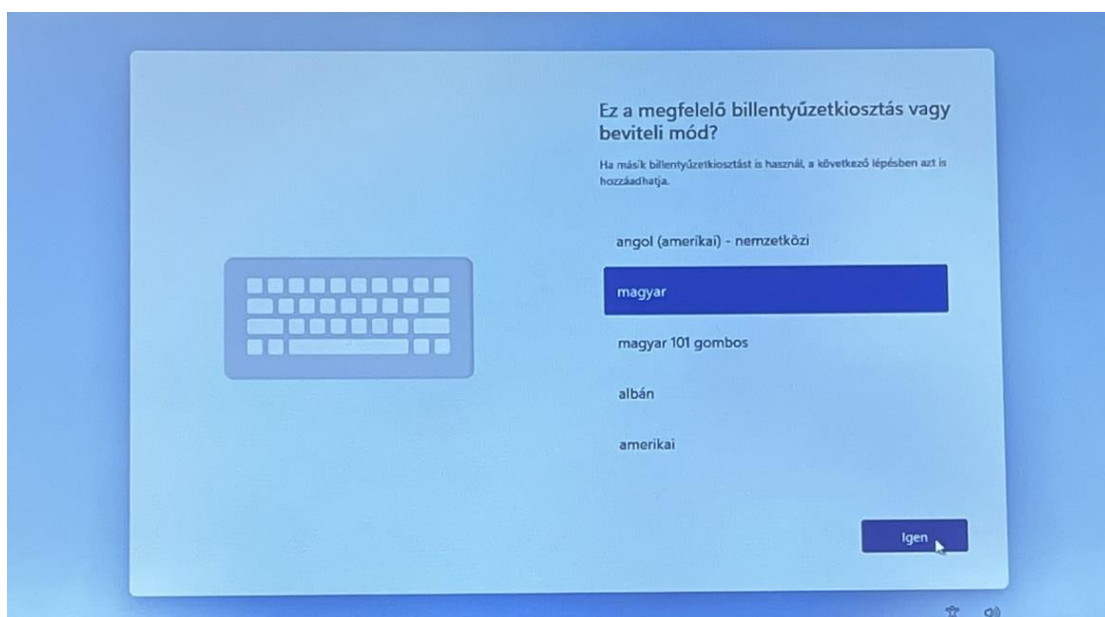 Ez a megfelelő billentyűzetkiosztás vagy
beviteli mód?
Ha másik billentyűzetkiosztást is használ, a következő lépésben azt is
hozzáadhatja.
angol (amerikai) - nemzetközi
magyar
magyar 101 gombos
albán
amerikai
Igen